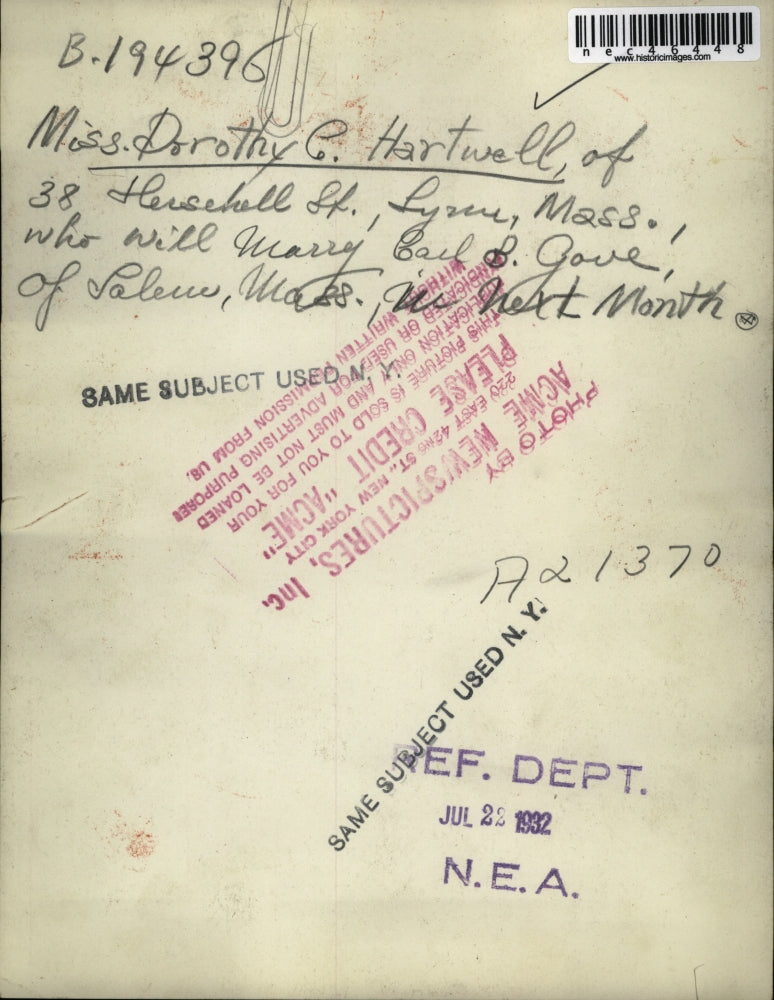 B.194396
nec46448
www.historicimages.com
Miss. Dorothy C. Hartwell, of
38 Herschell St., Lynn, Mass.,
who will Marry Earl S. Gove,
of Salem, Mass., in Next Month.
SAME SUBJECT USED N. Y.
PHOTO BY
ACME NEWSPICTURES, Inc.
220 EAST 42ND ST., NEW YORK CITY
PLEASE CREDIT "ACME"
THIS PICTURE IS SOLD TO YOU FOR YOUR
PUBLICATION ONLY AND MUST NOT BE LOANED
SYNDICATED OR USED FOR ADVERTISING PURPOSES
WITHOUT WRITTEN PERMISSION FROM US.
A21370
SAME SUBJECT USED N. Y.
REF. DEPT.
JUL 22 1932
N.E.A.